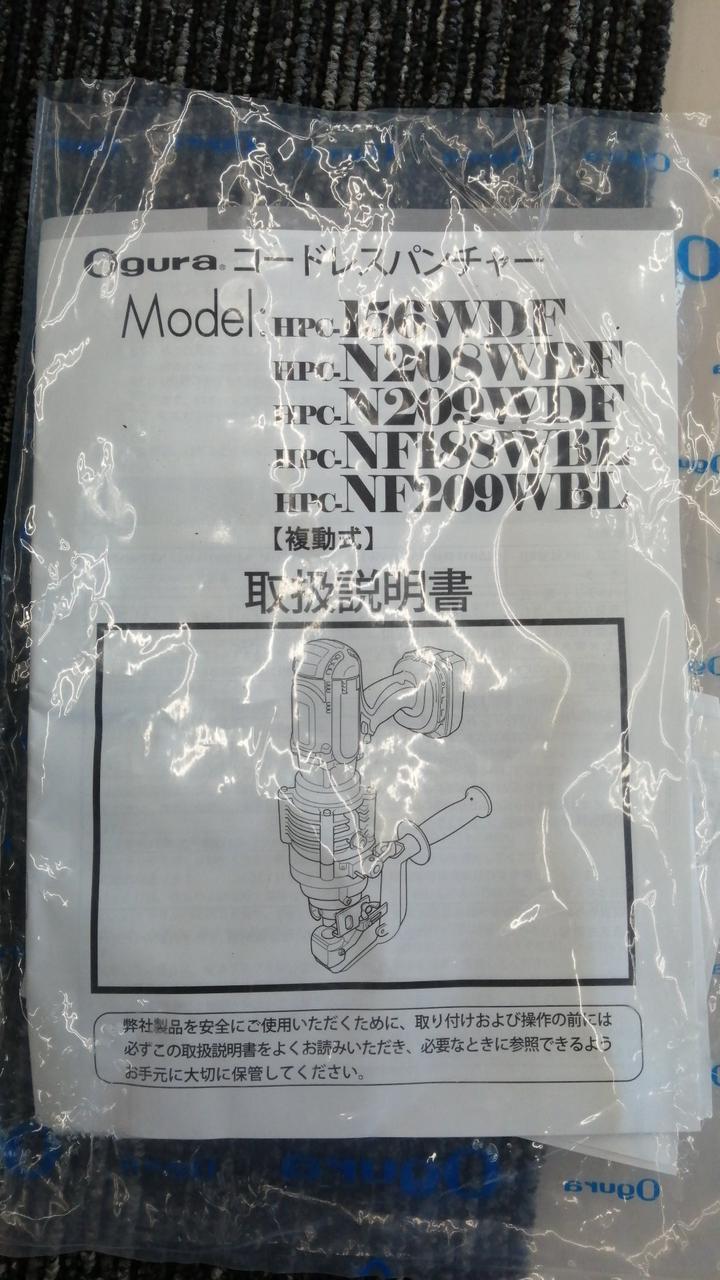 Ogura® コードレスパンチャー
Model: HPC-156WDF
HPC-N208WDF
HPC-N209WDF
HPC-NF188WBL
HPC-NF209WBL
【複動式】
取扱説明書
弊社製品を安全にご使用いただくために、取り付けおよび操作の前には
必ずこの取扱説明書をよくお読みいただき、必要なときに参照できるよう
お手元に大切に保管してください。
Ogura
Ogura